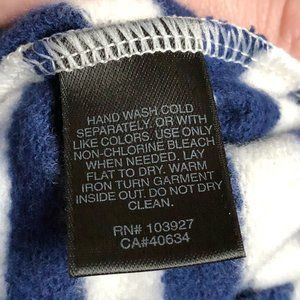 HAND WASH COLD
SEPARATELY, OR WITH
LIKE COLORS. USE ONLY
NON-CHLORINE BLEACH
WHEN NEEDED. LAY
FLAT TO DRY. WARM
IRON TURN GARMENT
INSIDE OUT. DO NOT DRY
CLEAN.
RN# 103927
CA#40634